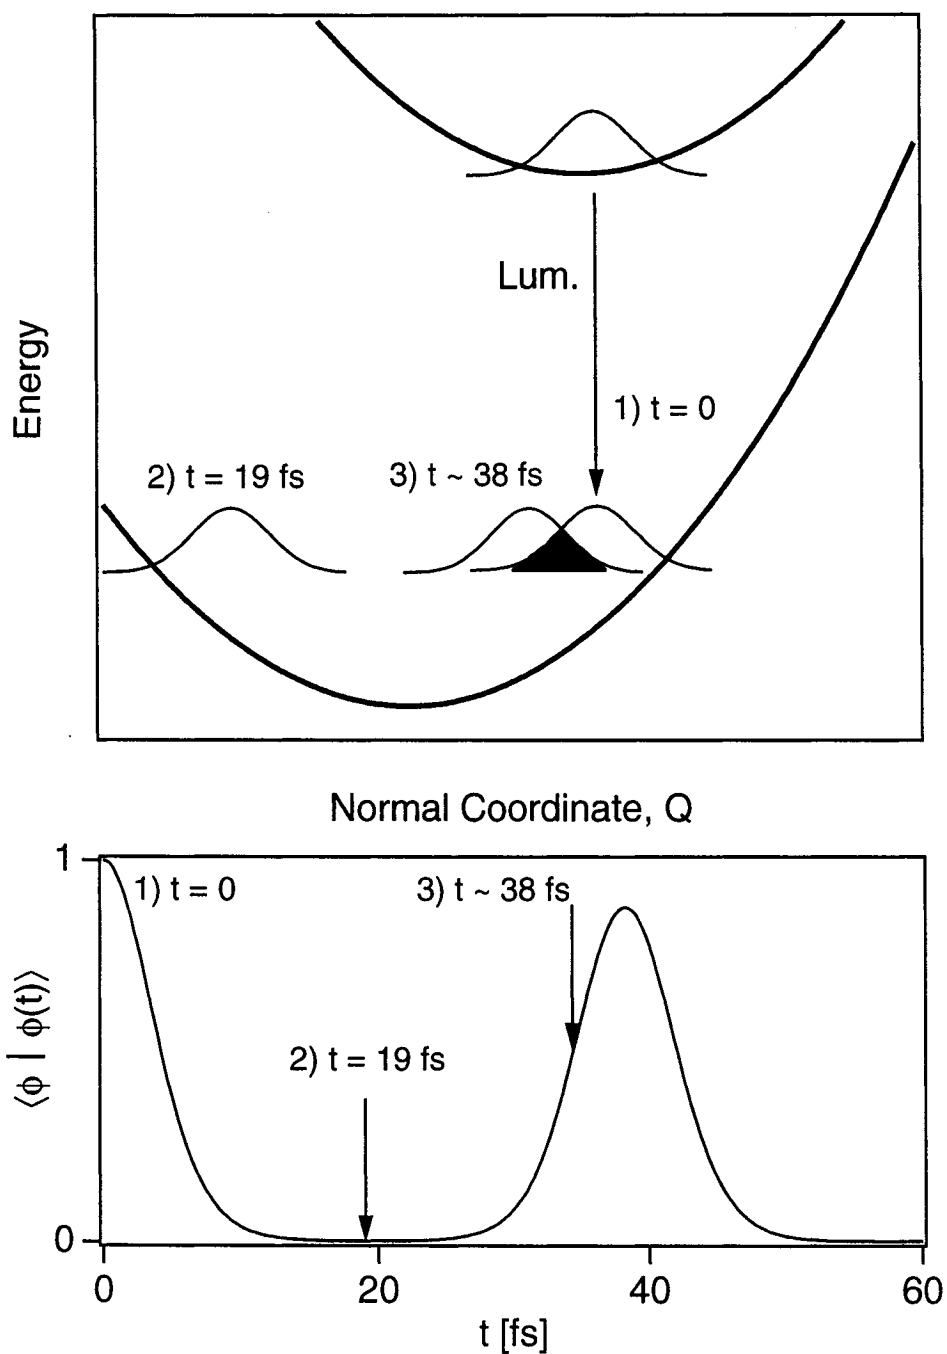 Energy
Lum.
1) t = 0
2) t = 19 fs
3) t ~ 38 fs
Normal Coordinate, Q
⟨ϕ | ϕ(t)⟩
1
0
1) t = 0
3) t ~ 38 fs
2) t = 19 fs
0
20
40
60
t [fs]